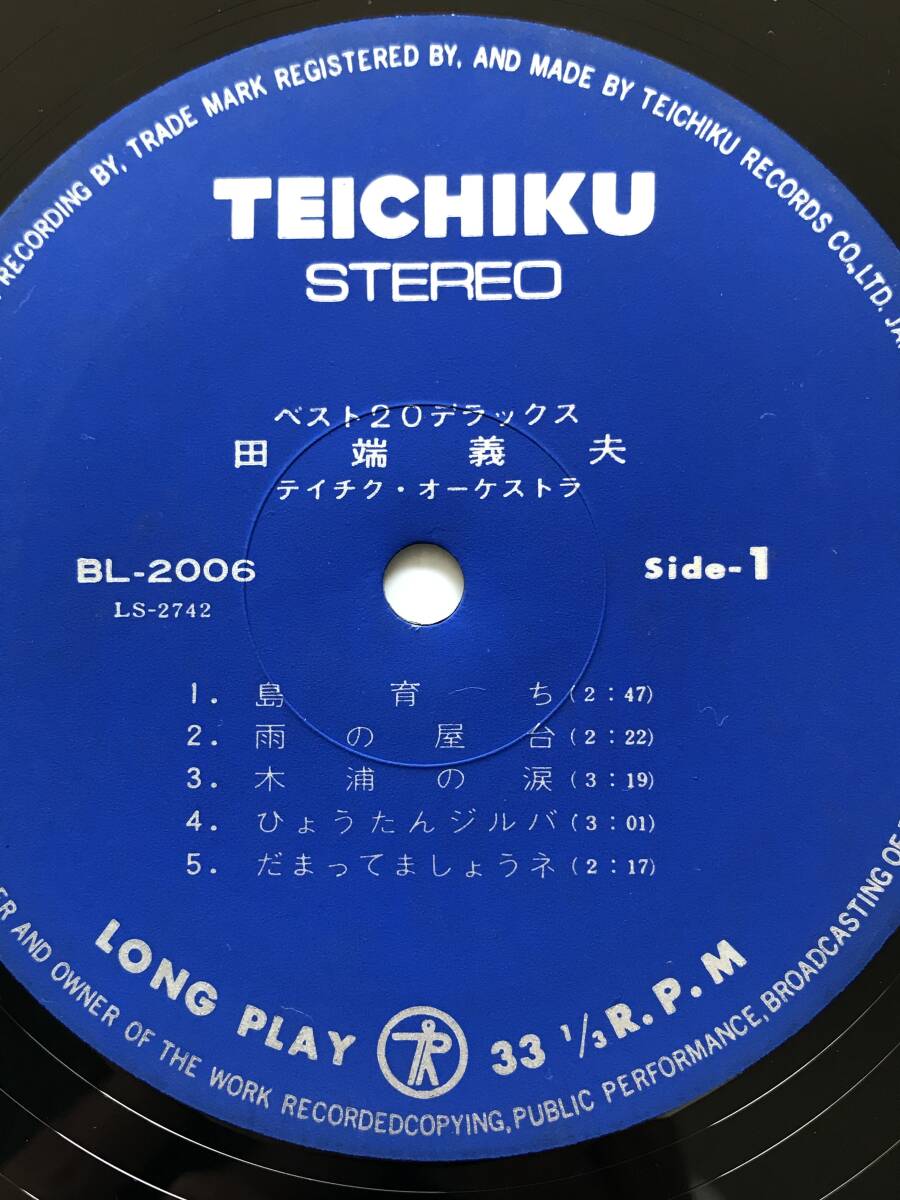 RECORDING BY, TRADE MARK REGISTERED BY, AND MADE BY TEICHIKU RECORDS CO., LTD.
TEICHIKU
STEREO
ベスト20デラックス
田端義夫
テイチク・オーケストラ
BL-2006
Side-1
LS-2742
1. 島育ち(2:47)
2. 雨の屋台(2:22)
3. 木浦の涙(3:19)
4. ひょうたんジルバ(3:01)
5. だまってましょうネ(2:17)
LONG PLAY 33 1/3 R.P.M
AND OWNER OF THE WORK RECORDEDCOPYING, PUBLIC PERFORMANCE, BROADCASTING OF